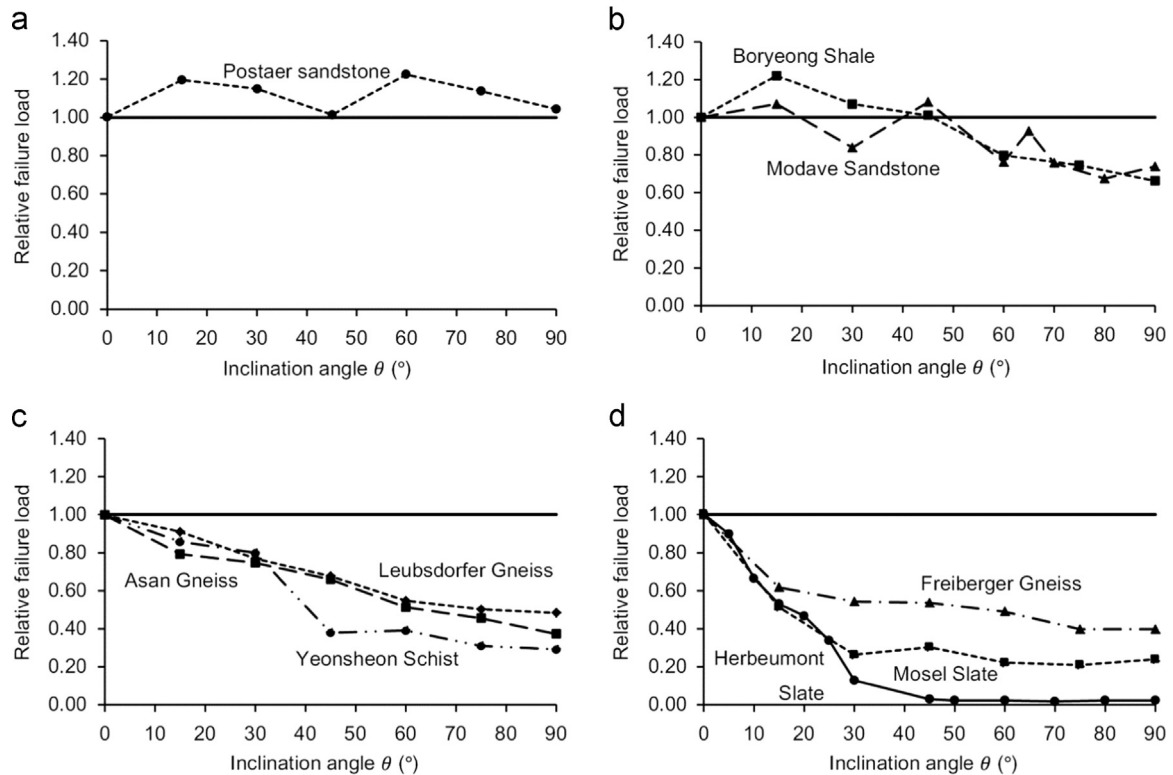 a
1.40
1.20
1.00
0.80
0.60
0.40
0.20
0.00
Relative failure load
Postaer sandstone
0 10 20 30 40 50 60 70 80 90
Inclination angle θ (°)
b
1.40
1.20
1.00
0.80
0.60
0.40
0.20
0.00
Relative failure load
Boryeong Shale
Modave Sandstone
0 10 20 30 40 50 60 70 80 90
Inclination angle θ (°)
c
1.40
1.20
1.00
0.80
0.60
0.40
0.20
0.00
Relative failure load
Asan Gneiss
Leubsdorfer Gneiss
Yeonsheon Schist
0 10 20 30 40 50 60 70 80 90
Inclination angle θ (°)
d
1.40
1.20
1.00
0.80
0.60
0.40
0.20
0.00
Relative failure load
Freiberger Gneiss
Herbeumont
Slate
Mosel Slate
0 10 20 30 40 50 60 70 80 90
Inclination angle θ (°)